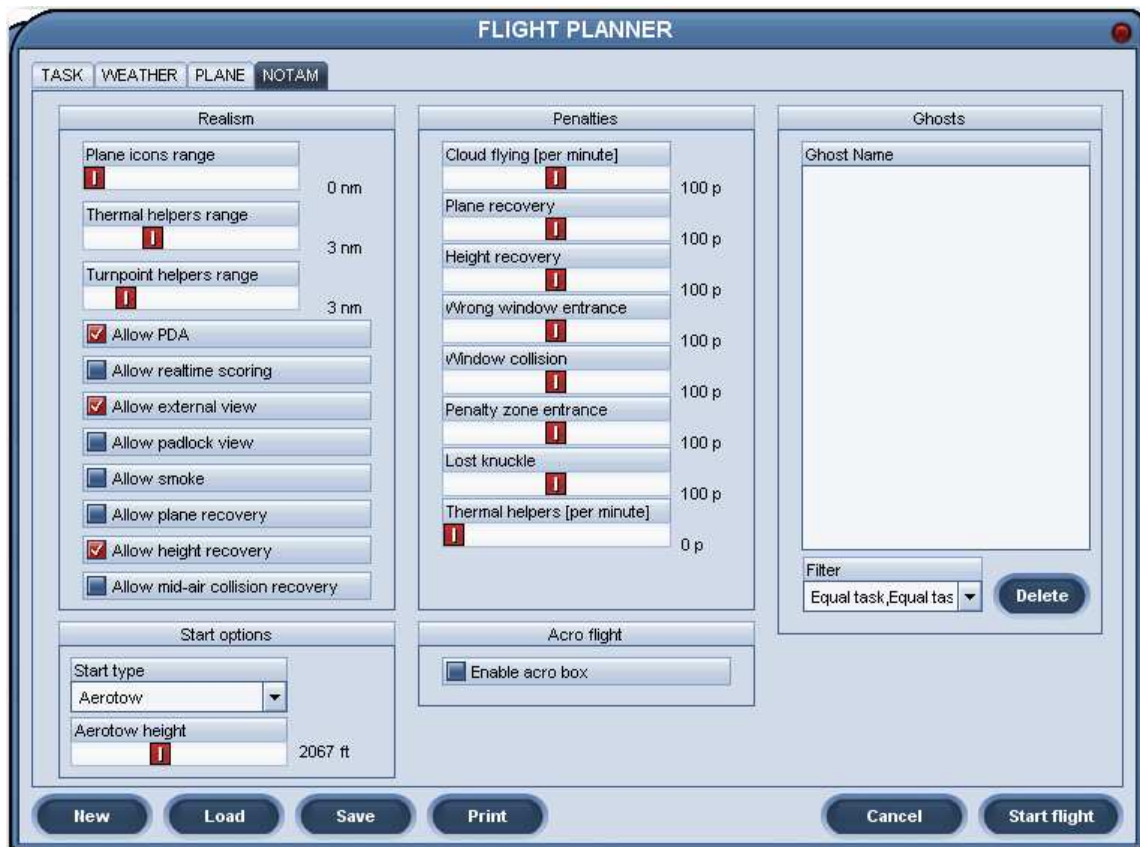 FLIGHT PLANNER
TASK WEATHER PLANE NOTAM
Realism
Plane icons range
0 nm
Thermal helpers range
3 nm
Turnpoint helpers range
3 nm
Allow PDA
Allow realtime scoring
Allow external view
Allow padlock view
Allow smoke
Allow plane recovery
Allow height recovery
Allow mid-air collision recovery
Start options
Start type
Aerotow
Aerotow height
2067 ft
Penalties
Cloud flying [per minute]
100 p
Plane recovery
100 p
Height recovery
100 p
Wrong window entrance
100 p
Window collision
100 p
Penalty zone entrance
100 p
Lost knuckle
100 p
Thermal helpers [per minute]
0 p
Acro flight
Enable acro box
Ghosts
Ghost Name
Filter
Equal task,Equal tas
Delete
New Load Save Print Cancel Start flight